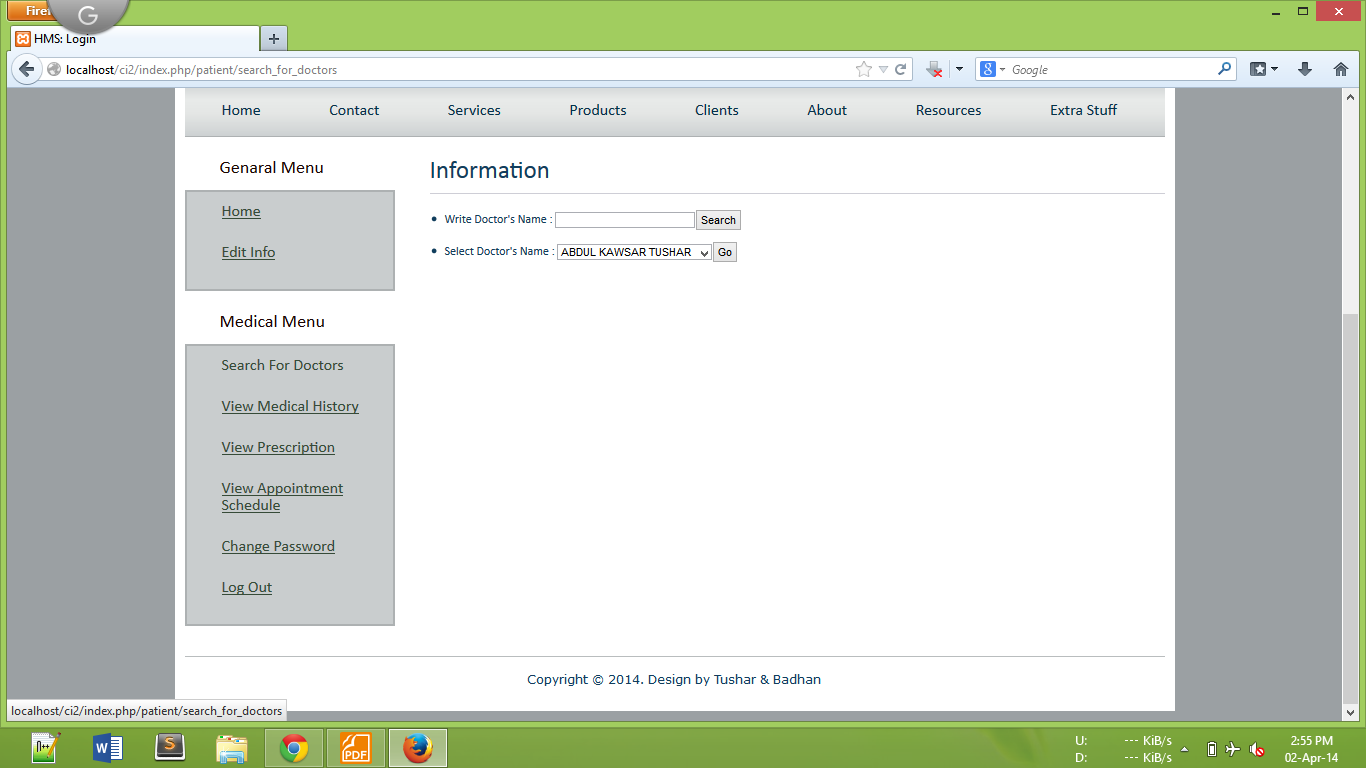 Firef
G
HMS: Login
localhost/ci2/index.php/patient/search_for_doctors
8 Google
Home Contact Services Products Clients About Resources Extra Stuff
Genaral Menu
Home
Edit Info
Medical Menu
Search For Doctors
View Medical History
View Prescription
View Appointment
Schedule
Change Password
Log Out
Information
Write Doctor's Name : Search
Select Doctor's Name : ABDUL KAWSAR TUSHAR Go
Copyright © 2014. Design by Tushar & Badhan
localhost/ci2/index.php/patient/search_for_doctors
n++ W S PDF
U: --- KiB/s
D: --- KiB/s
2:55 PM
02-Apr-14